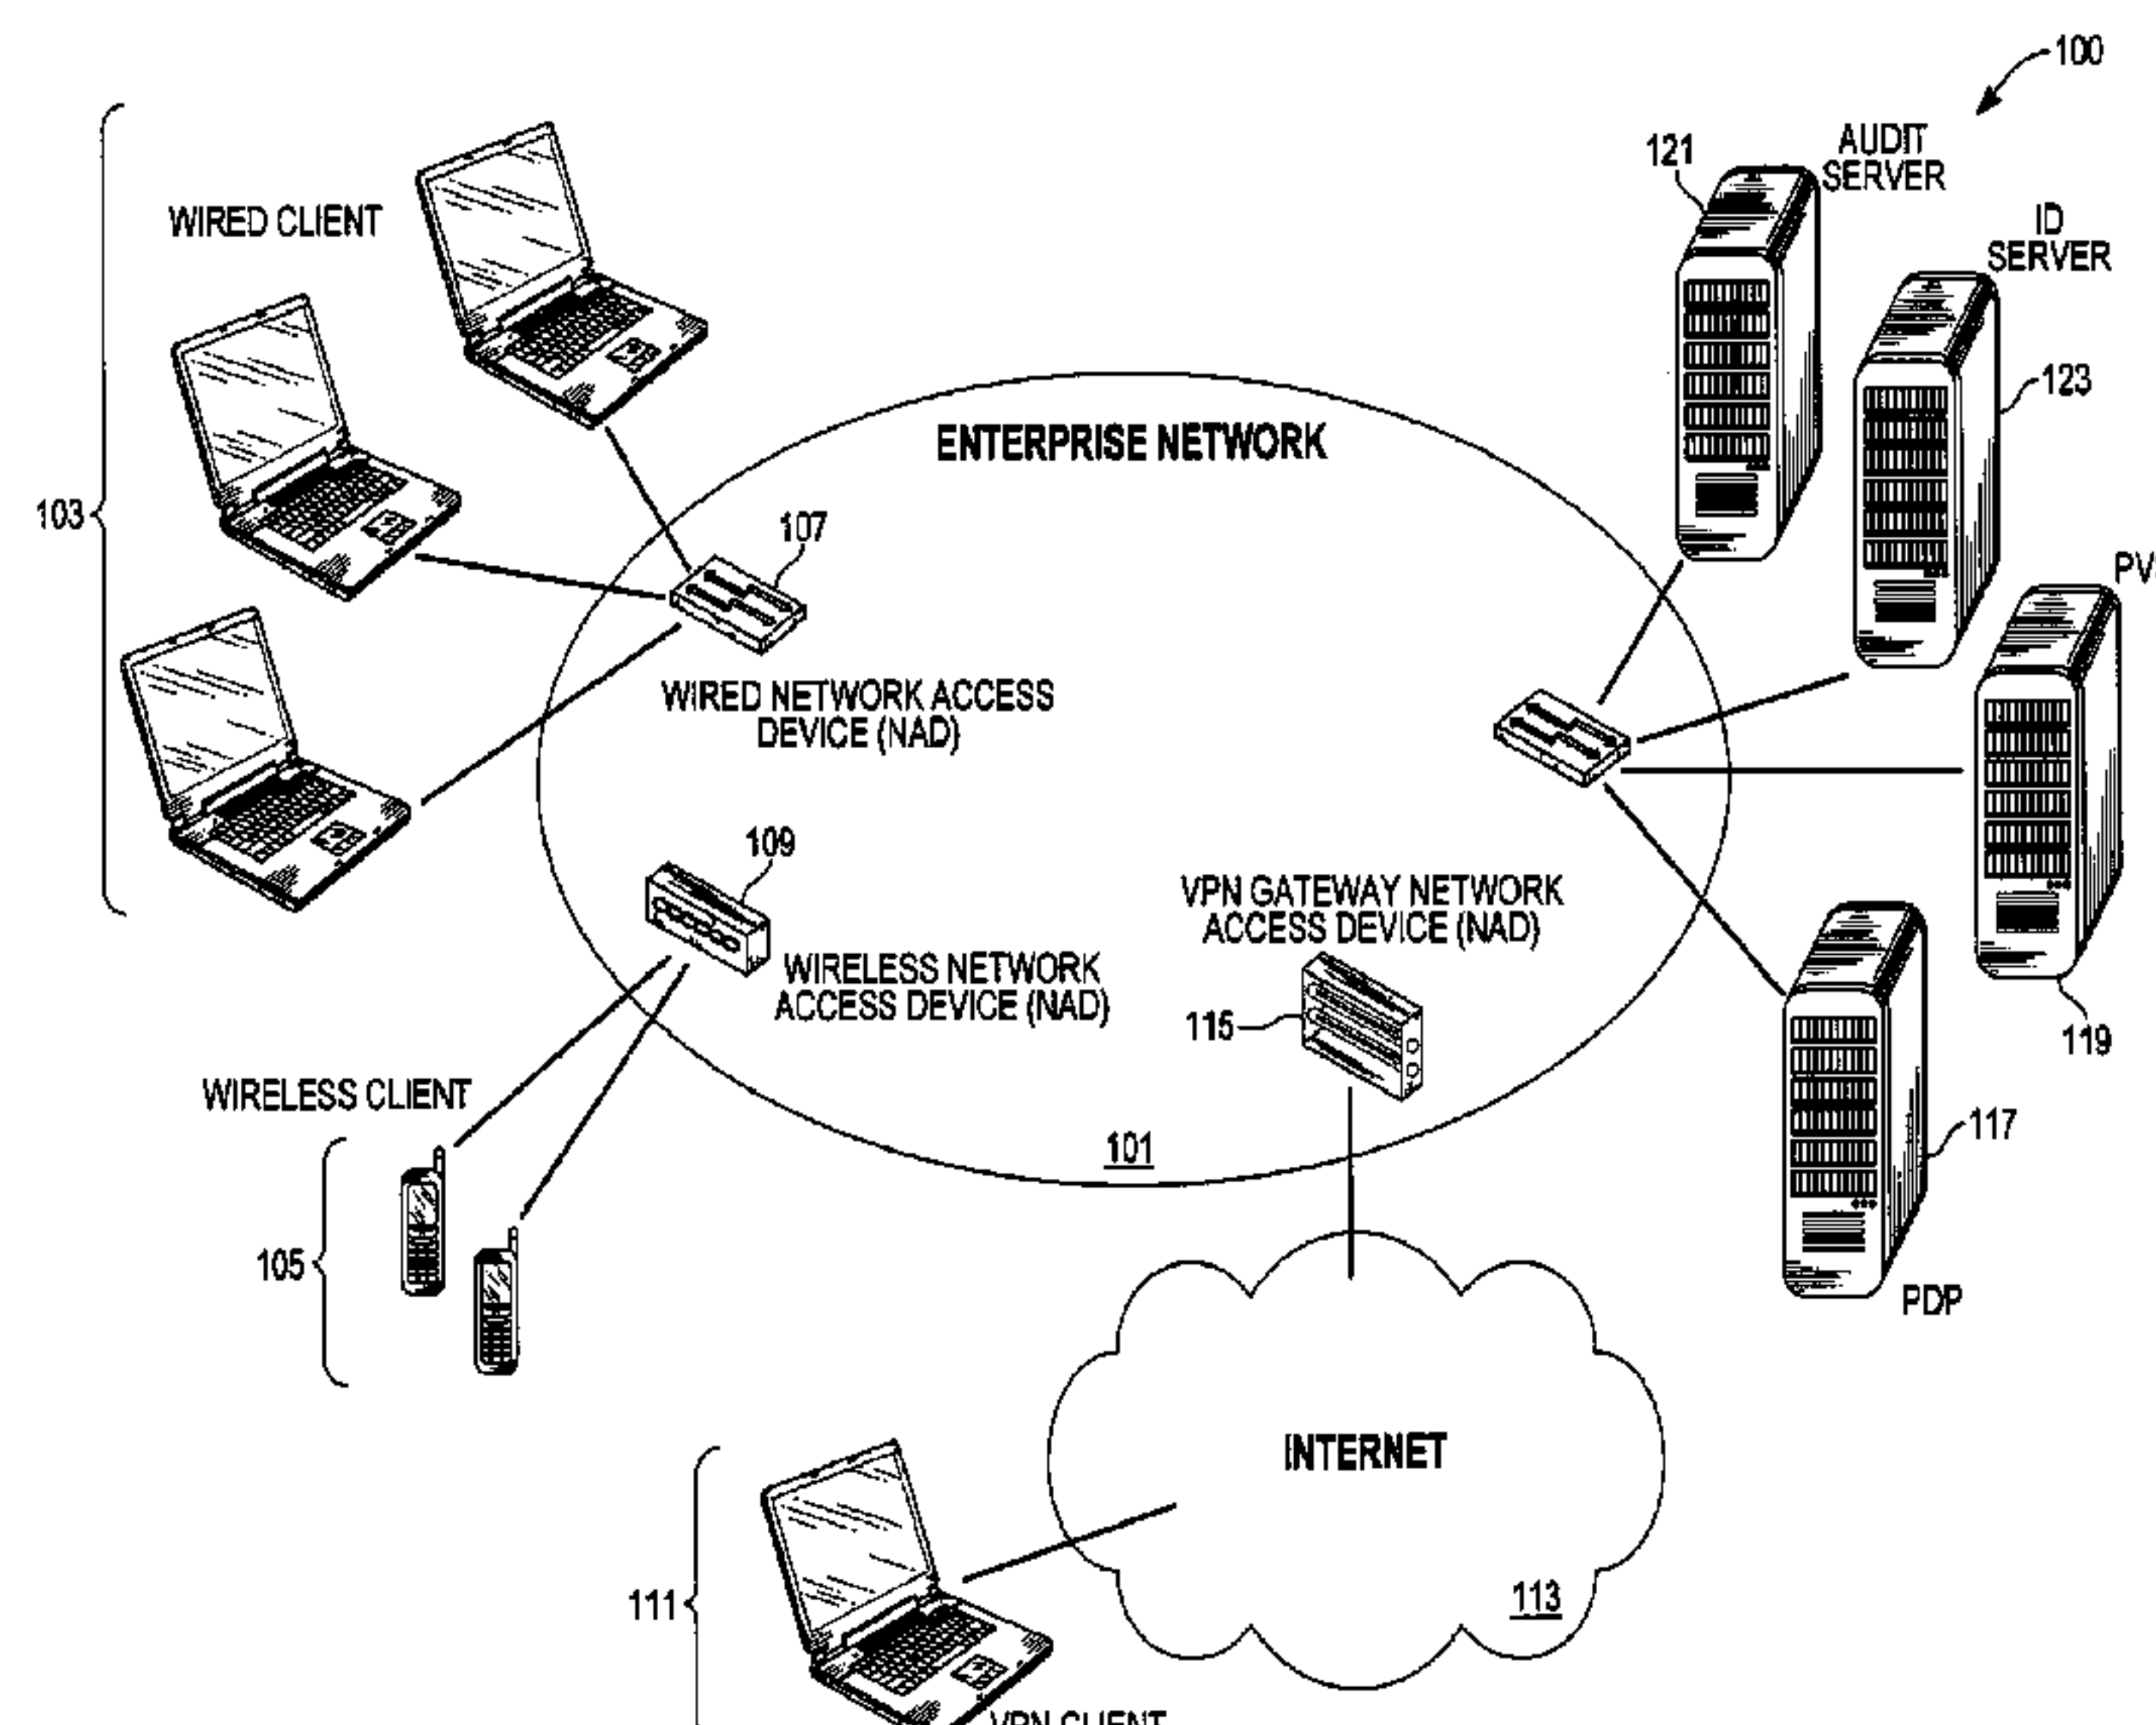 100
AUDIT
SERVER
121
WIRED CLIENT
ID
SERVER
123
ENTERPRISE NETWORK
103
107
WIRED NETWORK ACCESS
DEVICE (NAD)
109
VPN GATEWAY NETWORK
ACCESS DEVICE (NAD)
WIRELESS NETWORK
ACCESS DEVICE (NAD)
115
119
WIRELESS CLIENT
101
117
105
PDP
INTERNET
111
113
VPN CLIENT